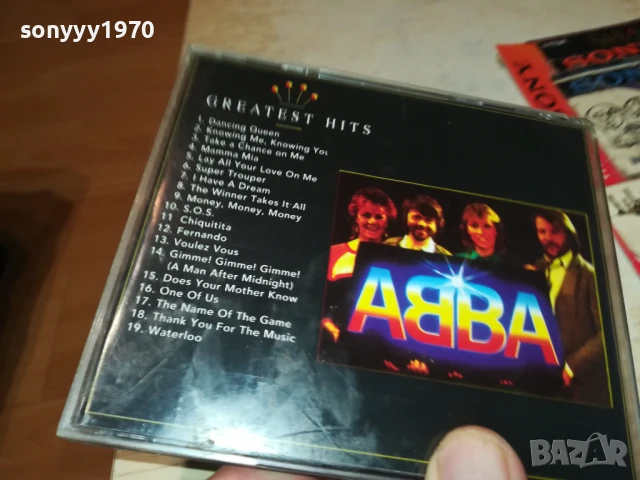 sonyyy1970
GREATEST HITS
1. Dancing Queen
2. Knowing Me, Knowing You
3. Take a Chance on Me
4. Mamma Mia
5. Lay All Your Love On Me
6. Super Trouper
7. I Have A Dream
8. The Winner Takes It All
9. Money, Money, Money
10. S.O.S.
11 Chiquitita
12. Fernando
13. Voulez Vous
14. Gimme! Gimme! Gimme!
(A Man After Midnight)
15. Does Your Mother Know
16. One Of Us
17. The Name Of The Game
18. Thank You For The Music
19. Waterloo
ABBA
BAZAR